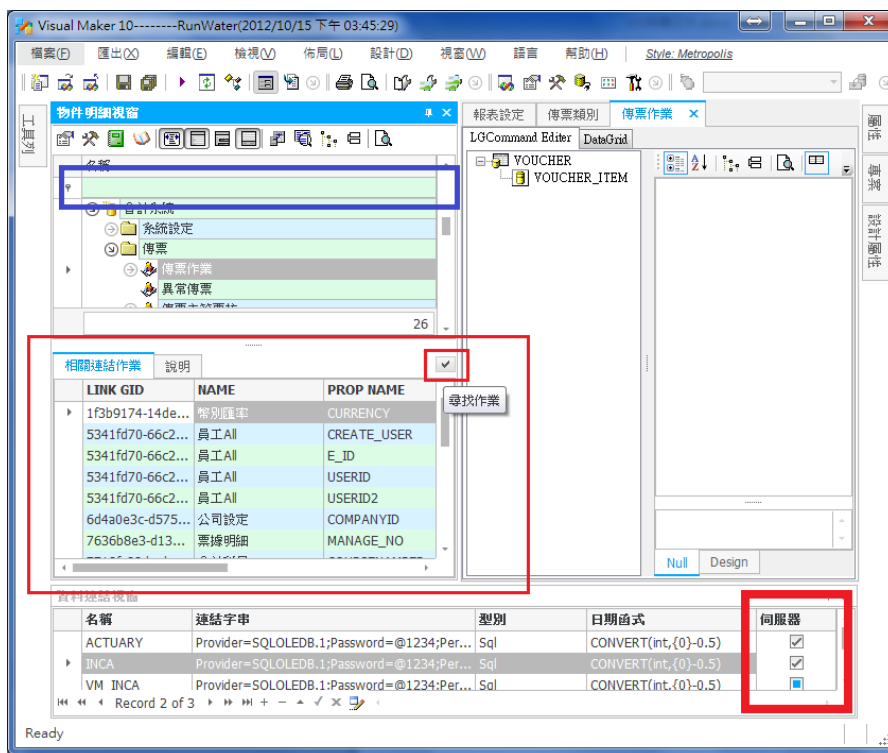 Visual Maker 10--------RunWater(2012/10/15 下午 03:45:29)
檔案(F) 匯出(X) 編輯(E) 檢視(V) 佈局(L) 設計(D) 視窗(W) 語言 幫助(H) Style: Metropolis
工具列
物件明細視窗
名稱
會計系統
系統設定
傳票
傳票作業
異常傳票
26
相關連結作業 說明
尋找作業
LINK GID NAME PROP NAME
1f3b9174-14de... 幣別匯率 CURRENCY
5341fd70-66c2... 員工All CREATE_USER
5341fd70-66c2... 員工All E_ID
5341fd70-66c2... 員工All USERID
5341fd70-66c2... 員工All USERID2
6d4a0e3c-d575... 公司設定 COMPANYID
7636b8e3-d13... 票據明細 MANAGE_NO
報表設定 傳票類別 傳票作業
LGCommand Editer DataGrid
VOUCHER
VOUCHER_ITEM
Null Design
屬性
專案
設計屬性
資料連結視窗
名稱 連結字串 型別 日期函式 伺服器
ACTUARY Provider=SQLOLEDB.1;Password=@1234;Per... Sql CONVERT(int,{0}-0.5)
INCA Provider=SQLOLEDB.1;Password=@1234;Per... Sql CONVERT(int,{0}-0.5)
VM_INCA Provider=SQLOLEDB.1;Password=@1234;Per... Sql CONVERT(int,{0}-0.5)
Record 2 of 3
Ready